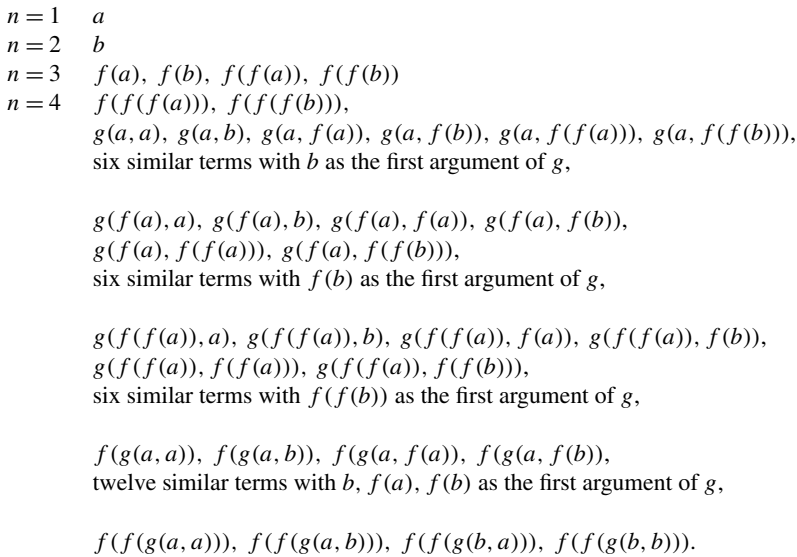 n = 1 a
n = 2 b
n = 3 f(a), f(b), f(f(a)), f(f(b))
n = 4 f(f(f(a))), f(f(f(b))),
g(a, a), g(a, b), g(a, f(a)), g(a, f(b)), g(a, f(f(a))), g(a, f(f(b))),
six similar terms with b as the first argument of g,
g(f(a), a), g(f(a), b), g(f(a), f(a)), g(f(a), f(b)),
g(f(a), f(f(a))), g(f(a), f(f(b))),
six similar terms with f(b) as the first argument of g,
g(f(f(a)), a), g(f(f(a)), b), g(f(f(a)), f(a)), g(f(f(a)), f(b)),
g(f(f(a)), f(f(a))), g(f(f(a)), f(f(b))),
six similar terms with f(f(b)) as the first argument of g,
f(g(a, a)), f(g(a, b)), f(g(a, f(a)), f(g(a, f(b)),
twelve similar terms with b, f(a), f(b) as the first argument of g,
f(f(g(a, a))), f(f(g(a, b))), f(f(g(b, a))), f(f(g(b, b))).